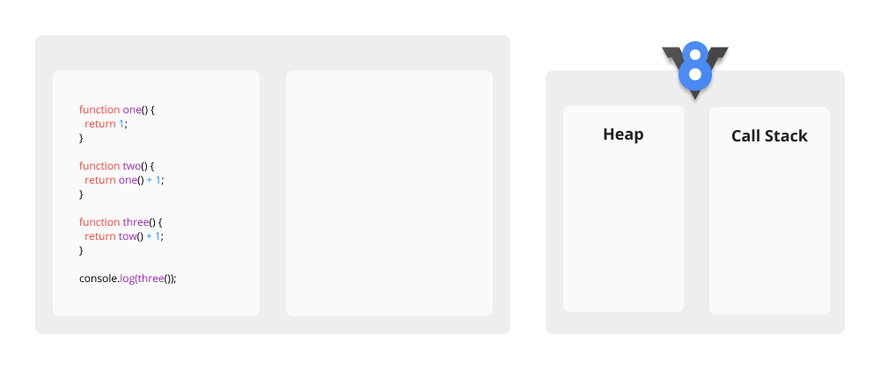 function one() {
return 1;
}
function two() {
return one() + 1;
}
function three() {
return tow() + 1;
}
console.log(three());
8
Heap
Call Stack